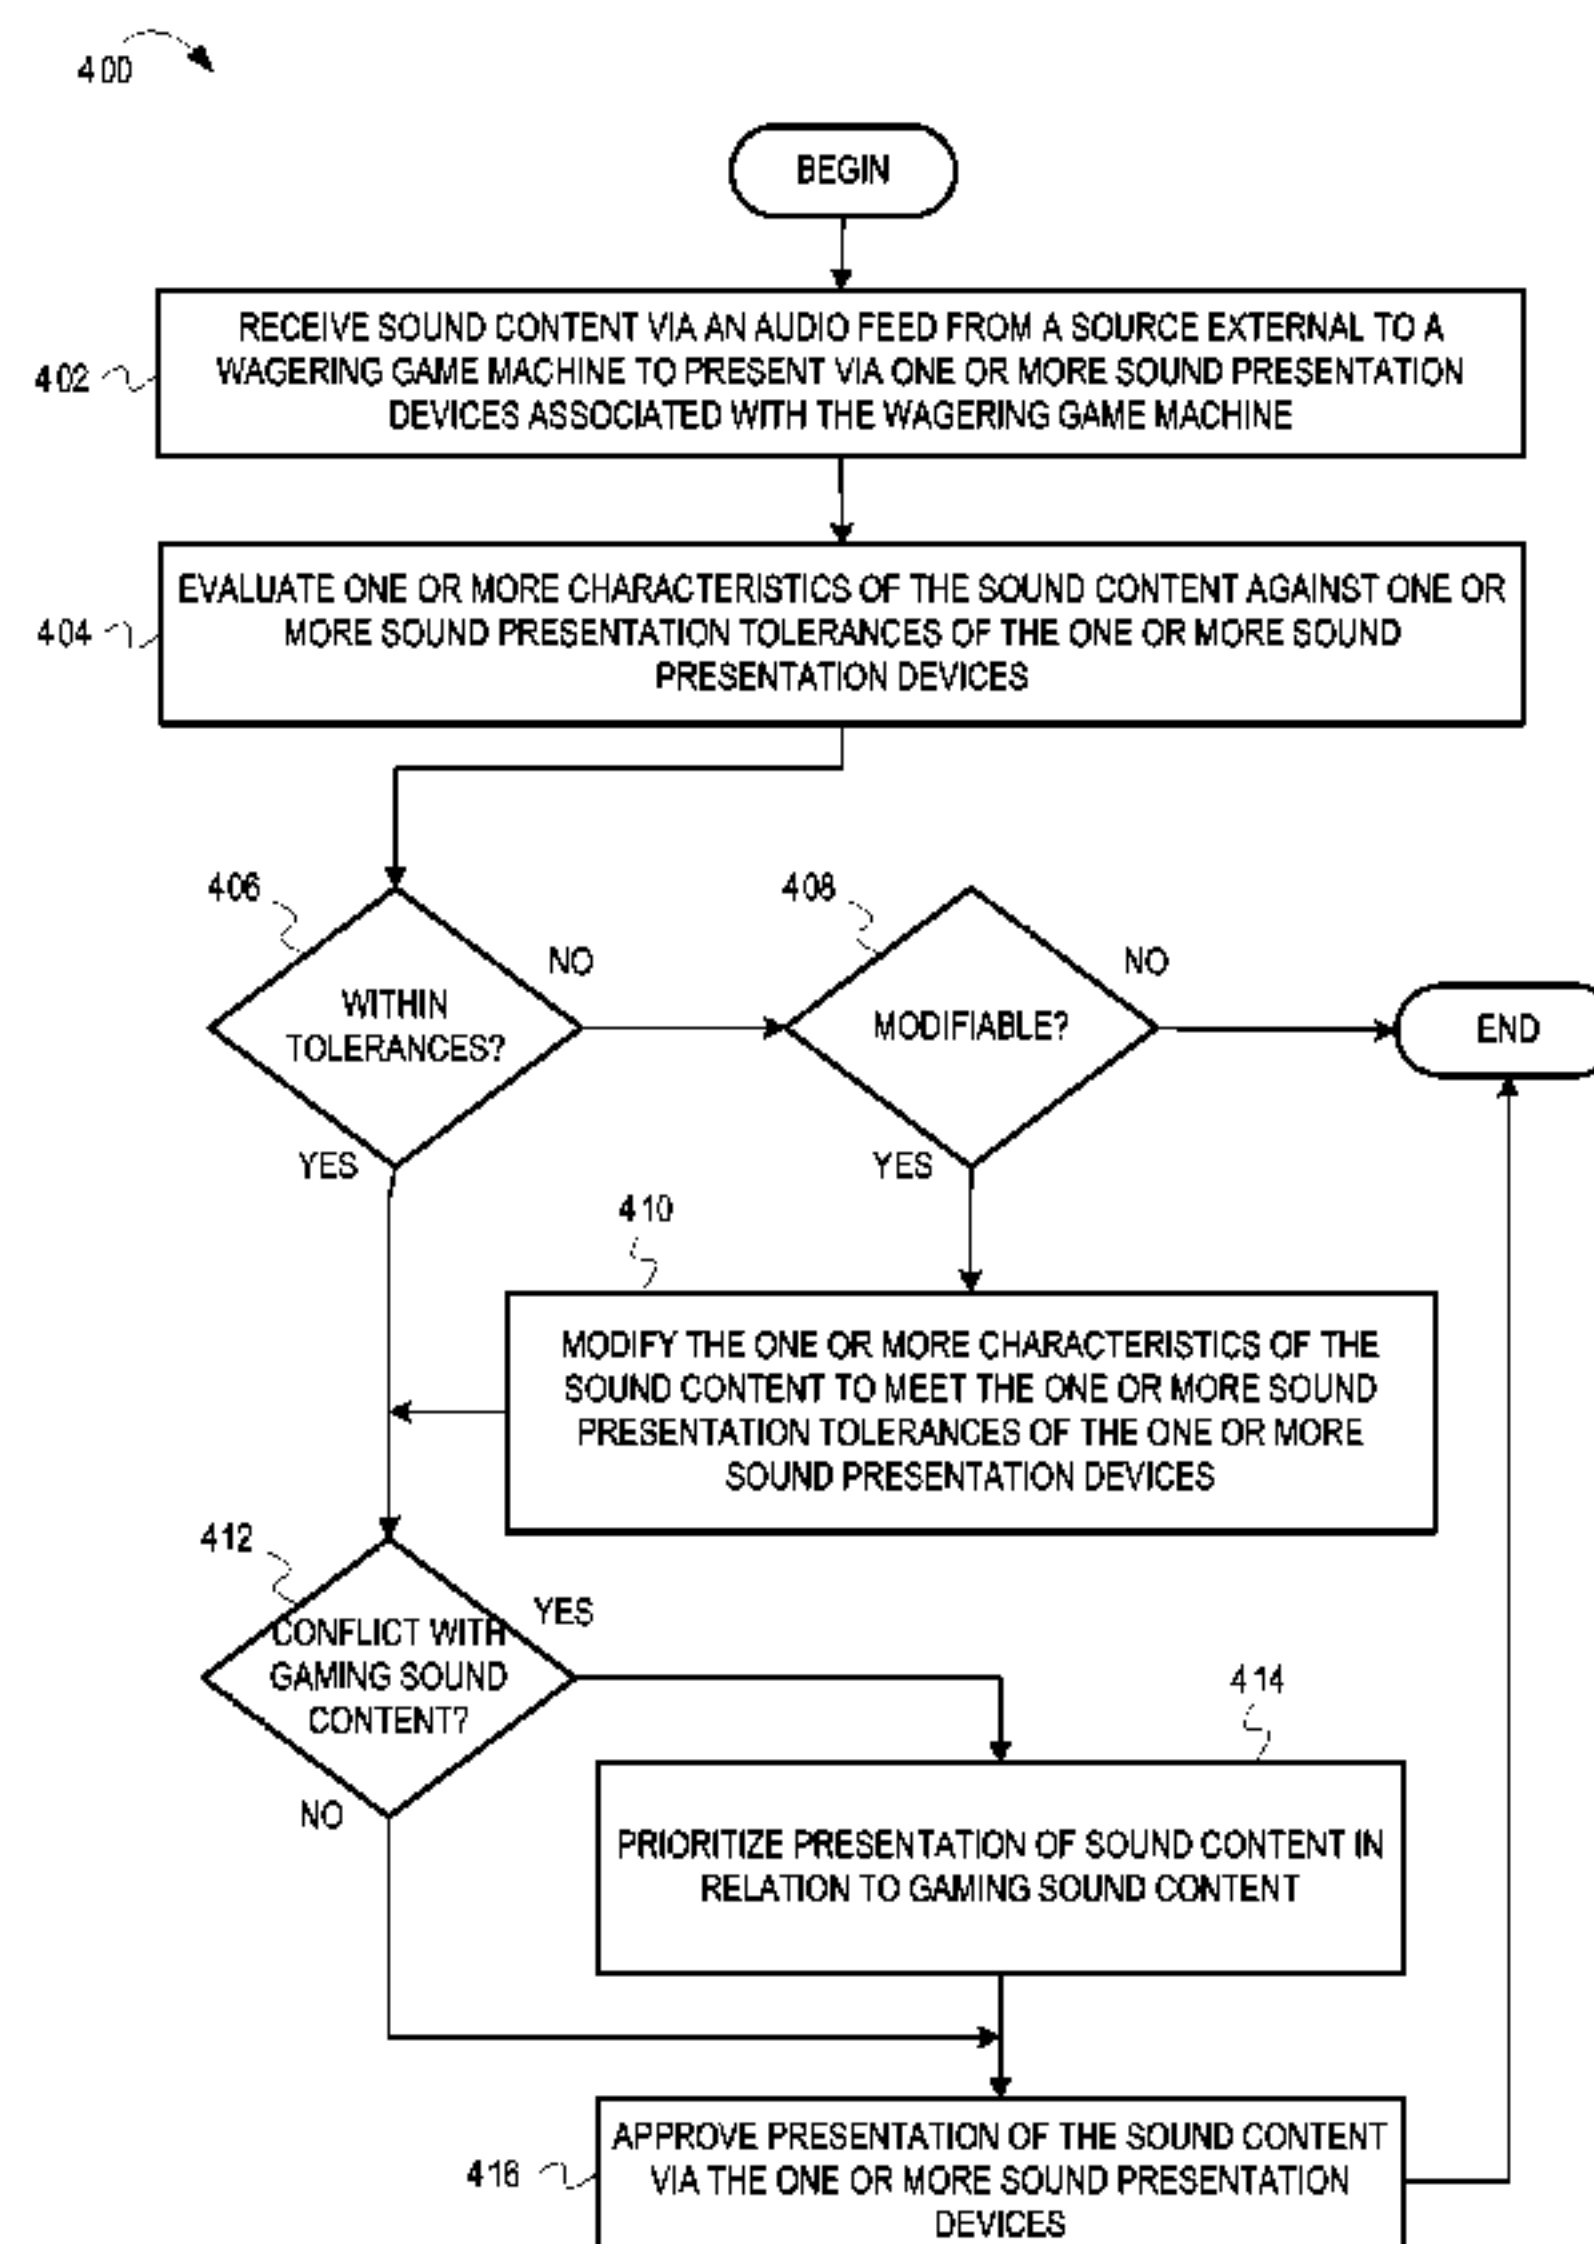 400
BEGIN
RECEIVE SOUND CONTENT VIA AN AUDIO FEED FROM A SOURCE EXTERNAL TO A
WAGERING GAME MACHINE TO PRESENT VIA ONE OR MORE SOUND PRESENTATION
DEVICES ASSOCIATED WITH THE WAGERING GAME MACHINE
402
EVALUATE ONE OR MORE CHARACTERISTICS OF THE SOUND CONTENT AGAINST ONE OR
MORE SOUND PRESENTATION TOLERANCES OF THE ONE OR MORE SOUND
PRESENTATION DEVICES
404
406
WITHIN
TOLERANCES?
NO
YES
408
MODIFIABLE?
NO
YES
END
410
MODIFY THE ONE OR MORE CHARACTERISTICS OF THE
SOUND CONTENT TO MEET THE ONE OR MORE SOUND
PRESENTATION TOLERANCES OF THE ONE OR MORE
SOUND PRESENTATION DEVICES
412
CONFLICT WITH
GAMING SOUND
CONTENT?
YES
NO
414
PRIORITIZE PRESENTATION OF SOUND CONTENT IN
RELATION TO GAMING SOUND CONTENT
416
APPROVE PRESENTATION OF THE SOUND CONTENT
VIA THE ONE OR MORE SOUND PRESENTATION
DEVICES